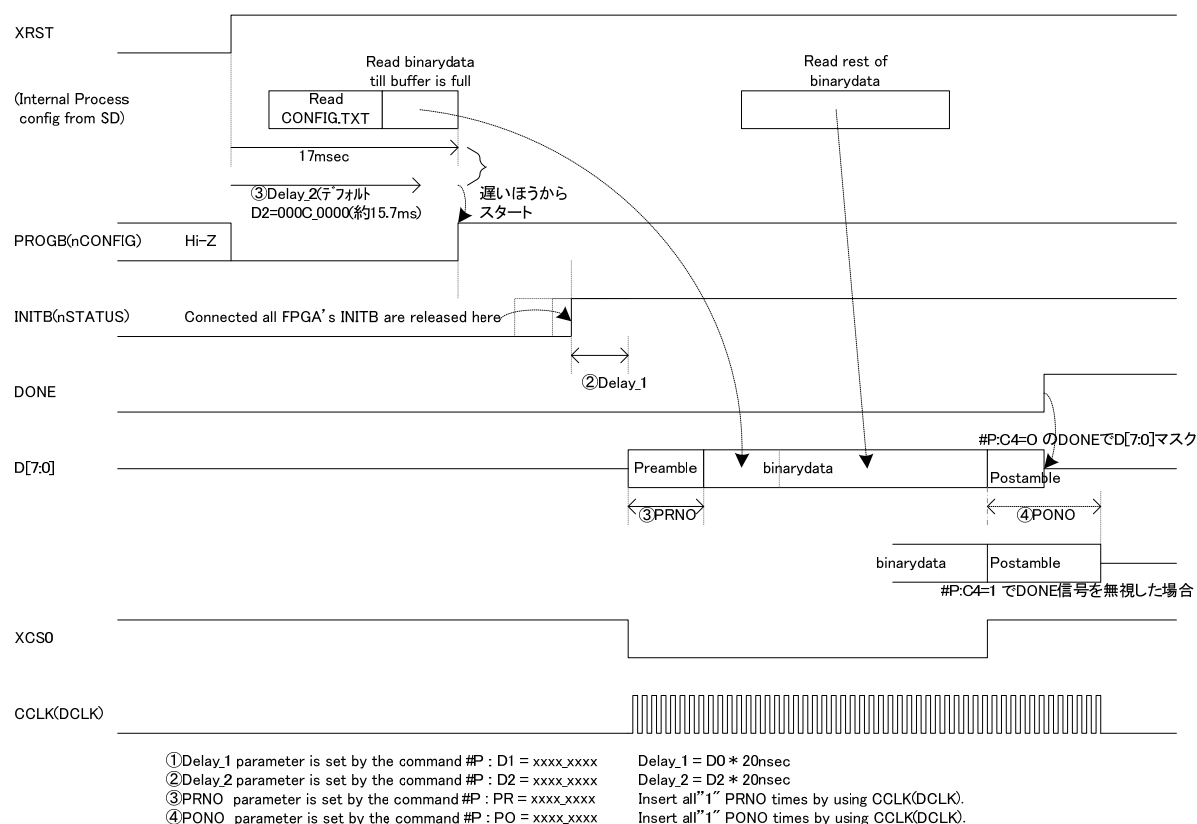 XRST
Read binarydata
till buffer is full
Read rest of
binarydata
(Internal Process
config from SD)
Read
CONFIG.TXT
17msec
③Delay_2(デフォルト
D2=000C_0000(約15.7ms)
遅いほうから
スタート
PROGB(nCONFIG)
Hi-Z
INITB(nSTATUS)
Connected all FPGA's INITB are released here
②Delay_1
DONE
#P:C4=0 のDONEでD[7:0]マスク
D[7:0]
Preamble
binarydata
Postamble
③PRNO
④PONO
binarydata
Postamble
#P:C4=1 でDONE信号を無視した場合
XCS0
CCLK(DCLK)
①Delay_1 parameter is set by the command #P : D1 = xxxx_xxxx Delay_1 = D0 * 20nsec
②Delay_2 parameter is set by the command #P : D2 = xxxx_xxxx Delay_2 = D2 * 20nsec
③PRNO parameter is set by the command #P : PR = xxxx_xxxx Insert all"1" PRNO times by using CCLK(DCLK).
④PONO parameter is set by the command #P : PO = xxxx_xxxx Insert all"1" PONO times by using CCLK(DCLK).